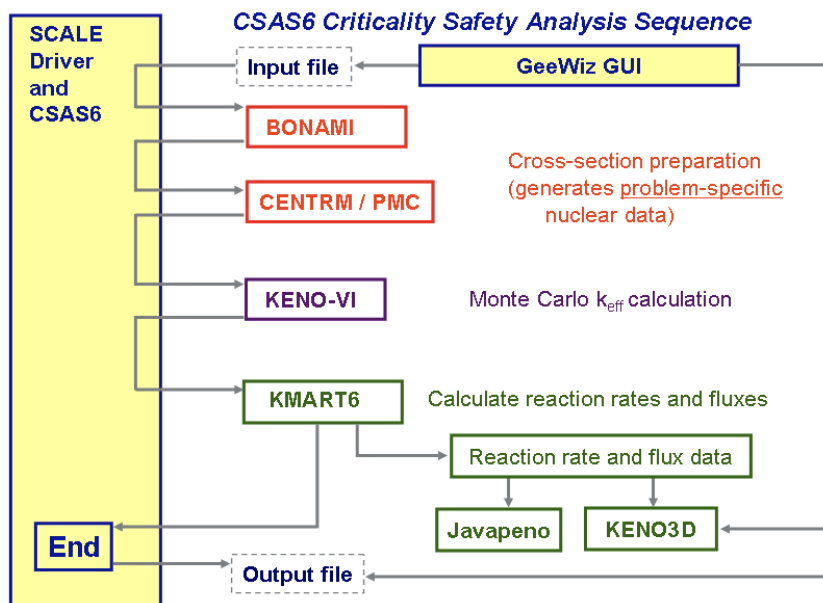 CSAS6 Criticality Safety Analysis Sequence
SCALE
Driver
and
CSAS6
Input file
GeeWiz GUI
BONAMI
Cross-section preparation
(generates problem-specific
nuclear data)
CENTRM / PMC
KENO-VI
Monte Carlo keff calculation
KMART6
Calculate reaction rates and fluxes
Reaction rate and flux data
Javapeno
KENO3D
End
Output file